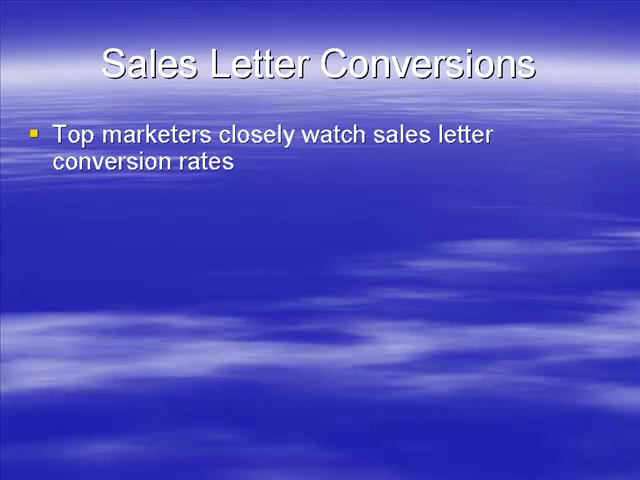 Sales Letter Conversions
Top marketers closely watch sales letter
conversion rates